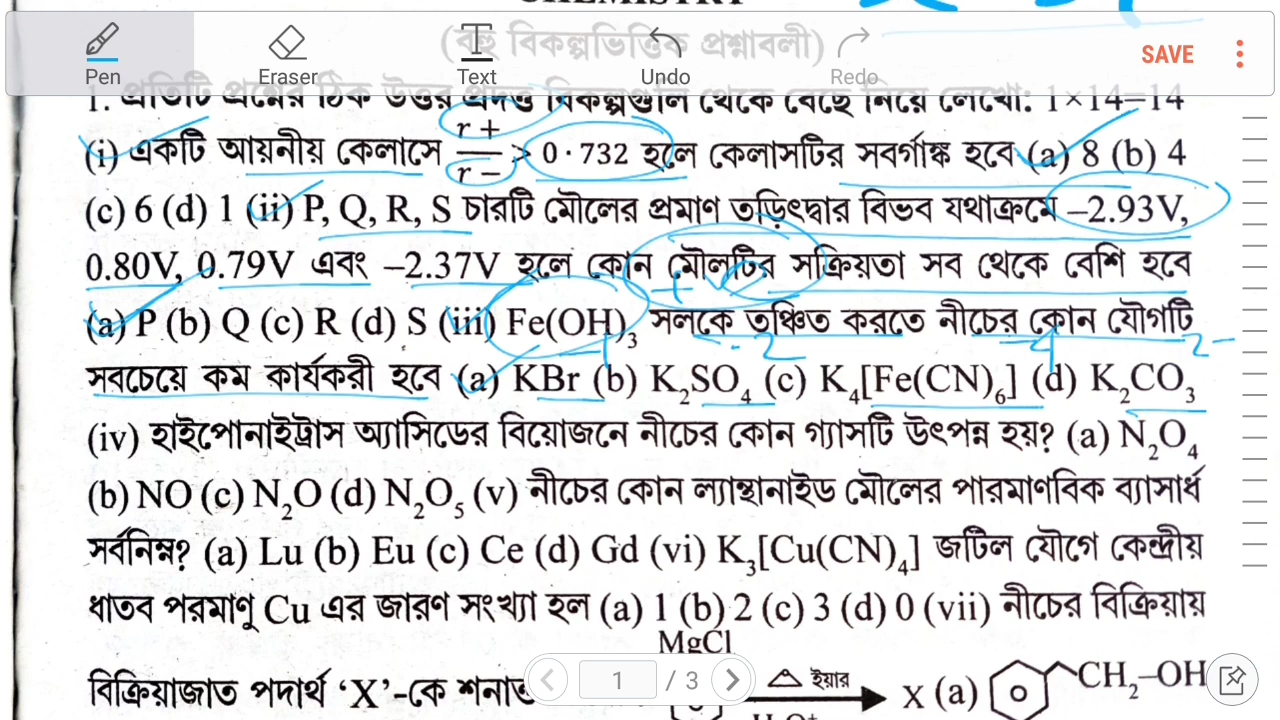 CHEMISTRY
(বহু বিকল্পভিত্তিক প্রশ্নাবলী)
SAVE
Pen Eraser Text Undo Redo
1. প্রতিটি প্রশ্নের ঠিক উত্তর প্রদত্ত বিকল্পগুলি থেকে বেছে নিয়ে লেখো: 1×14=14
(i) একটি আয়নীয় কেলাসে r+/r− > 0·732 হলে কেলাসটির সবর্গাঙ্ক হবে (a) 8 (b) 4
(c) 6 (d) 1 (ii) P, Q, R, S চারটি মৌলের প্রমাণ তড়িৎদ্বার বিভব যথাক্রমে –2.93V,
0.80V, 0.79V এবং –2.37V হলে কোন মৌলটির সক্রিয়তা সব থেকে বেশি হবে
(a) P (b) Q (c) R (d) S (iii) Fe(OH)₃ সলকে তঞ্চিত করতে নীচের কোন যৌগটি
সবচেয়ে কম কার্যকরী হবে (a) KBr (b) K₂SO₄ (c) K₄[Fe(CN)₆] (d) K₂CO₃
(iv) হাইপোনাইট্রাস অ্যাসিডের বিয়োজনে নীচের কোন গ্যাসটি উৎপন্ন হয়? (a) N₂O₄
(b) NO (c) N₂O (d) N₂O₅ (v) নীচের কোন ল্যান্থানাইড মৌলের পারমাণবিক ব্যাসার্ধ
সর্বনিম্ন? (a) Lu (b) Eu (c) Ce (d) Gd (vi) K₃[Cu(CN)₄] জটিল যৌগে কেন্দ্রীয়
ধাতব পরমাণু Cu এর জারণ সংখ্যা হল (a) 1 (b) 2 (c) 3 (d) 0 (vii) নীচের বিক্রিয়ায়
MgCl
বিক্রিয়াজাত পদার্থ ‘X’-কে শনাক্ত △ ইথার X (a) CH₂–OH
1 / 3